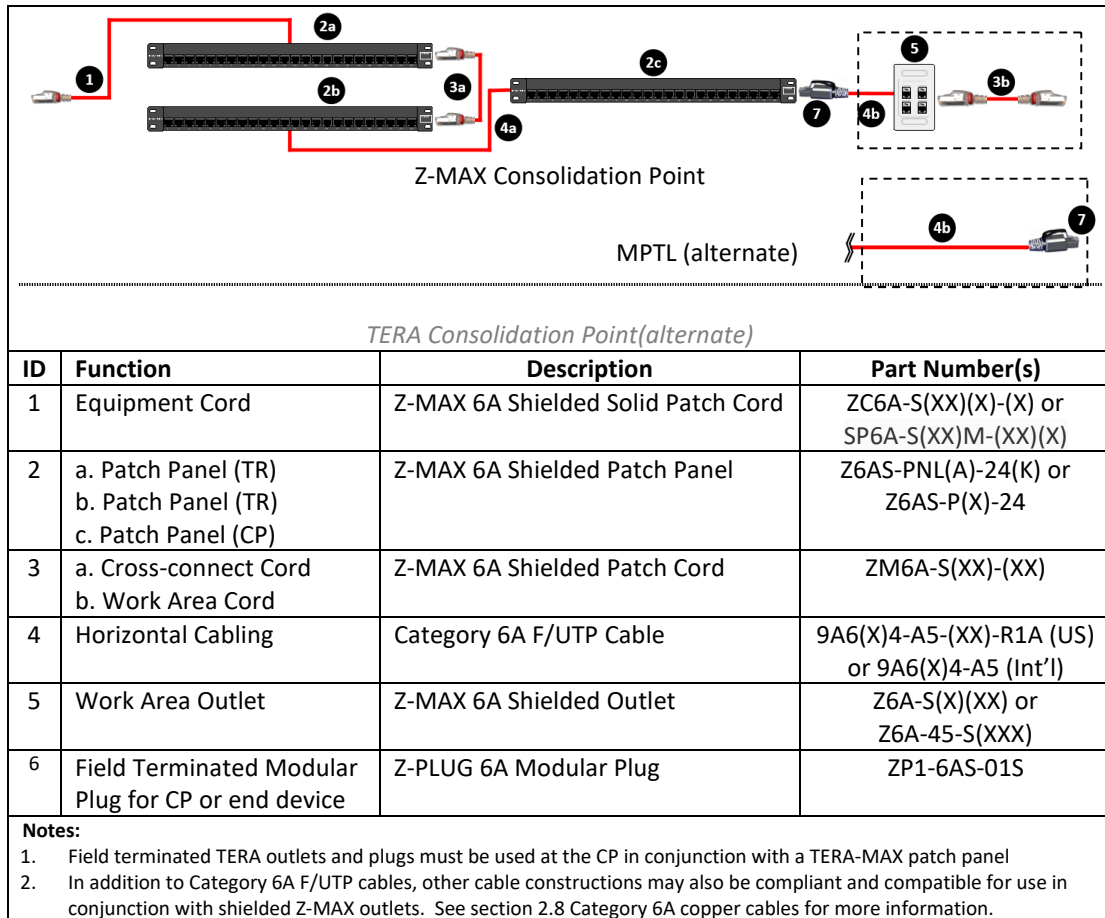 2a
5
1
2c
3a
3b
2b
4a
7
4b
Z-MAX Consolidation Point
4b
7
MPTL (alternate)
TERA Consolidation Point(alternate)
ID Function Description Part Number(s)
1 Equipment Cord Z-MAX 6A Shielded Solid Patch Cord ZC6A-S(XX)(X)-(X) or
SP6A-S(XX)M-(XX)(X)
2 a. Patch Panel (TR) Z-MAX 6A Shielded Patch Panel Z6AS-PNL(A)-24(K) or
b. Patch Panel (TR) Z6AS-P(X)-24
c. Patch Panel (CP)
3 a. Cross-connect Cord Z-MAX 6A Shielded Patch Cord ZM6A-S(XX)-(XX)
b. Work Area Cord
4 Horizontal Cabling Category 6A F/UTP Cable 9A6(X)4-A5-(XX)-R1A (US)
or 9A6(X)4-A5 (Int’l)
5 Work Area Outlet Z-MAX 6A Shielded Outlet Z6A-S(X)(XX) or
Z6A-45-S(XXX)
6 Field Terminated Modular Z-PLUG 6A Modular Plug ZP1-6AS-01S
Plug for CP or end device
Notes:
1. Field terminated TERA outlets and plugs must be used at the CP in conjunction with a TERA-MAX patch panel
2. In addition to Category 6A F/UTP cables, other cable constructions may also be compliant and compatible for use in
conjunction with shielded Z-MAX outlets. See section 2.8 Category 6A copper cables for more information.